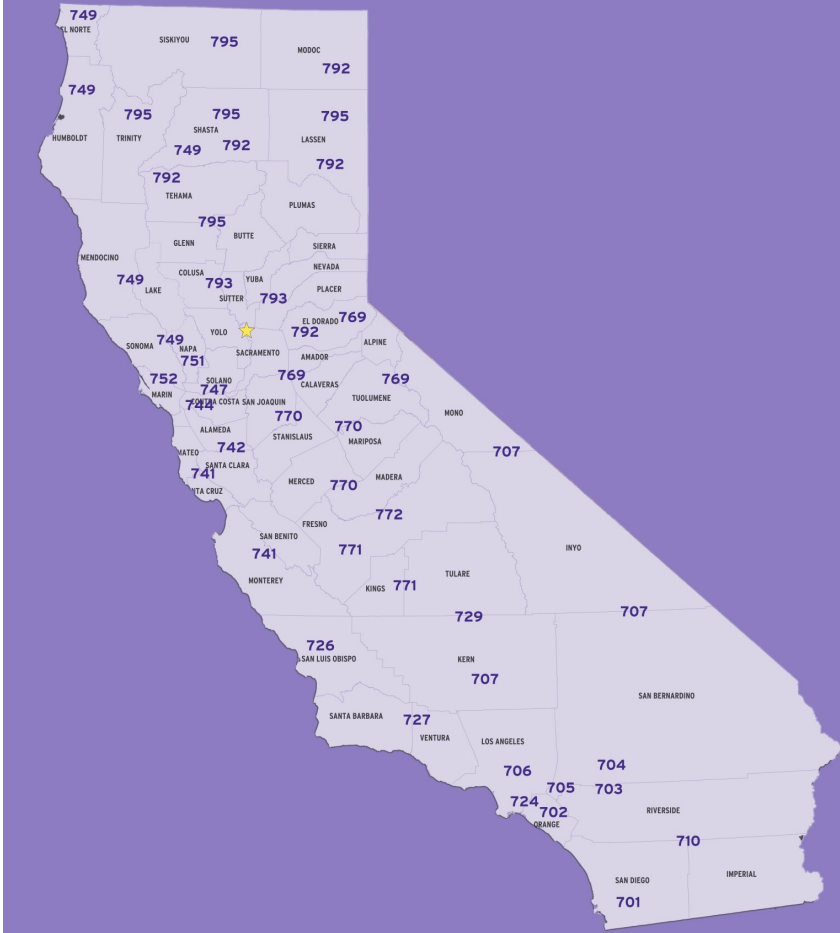 749
EL NORTE
SISKIYOU
795
MODOC
792
749
795
795
795
SHASTA
HUMBOLDT
TRINITY
LASSEN
749
792
792
792
TEHAMA
PLUMAS
795
BUTTE
GLENN
SIERRA
MENDOCINO
NEVADA
COLUSA
749
793
YUBA
LAKE
PLACER
SUTTER
793
EL DORADO
769
YOLO
792
749
SONOMA
NAPA
ALPINE
SACRAMENTO
751
AMADOR
752
SOLANO
769
769
MARIN
747
CALAVERAS
744
CONTRA COSTA
SAN JOAQUIN
TUOLUMENE
MONO
770
770
ALAMEDA
STANISLAUS
MARIPOSA
742
MATEO
707
SANTA CLARA
741
MERCED
770
MADERA
NTA CRUZ
772
FRESNO
SAN BENITO
741
771
INYO
MONTEREY
KINGS
771
TULARE
729
707
726
SAN LUIS OBISPO
KERN
707
SAN BERNARDINO
SANTA BARBARA
727
VENTURA
LOS ANGELES
706
704
705
703
724
702
ORANGE
RIVERSIDE
710
SAN DIEGO
IMPERIAL
701